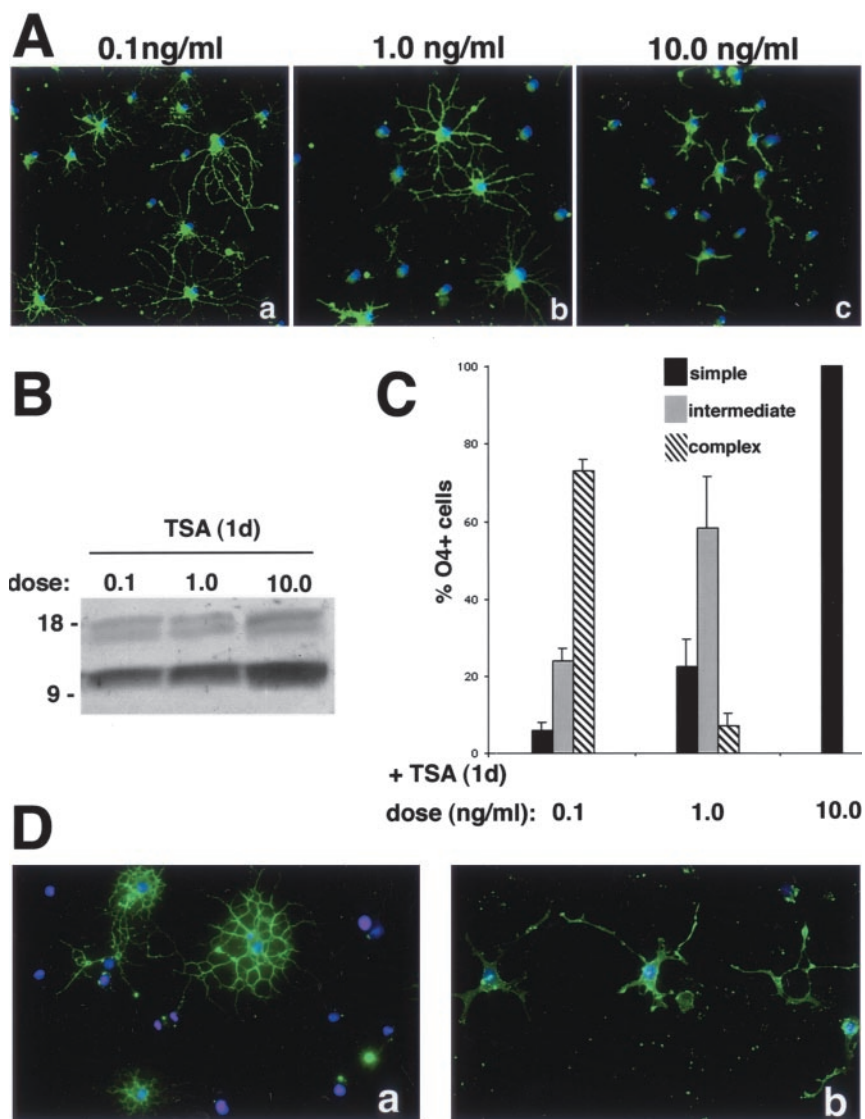 A
0.1ng/ml 1.0 ng/ml 10.0 ng/ml
a b c
B
TSA (1d)
dose: 0.1 1.0 10.0
18 -
9 -
C
simple
intermediate
complex
% O4+ cells
100
80
60
40
20
0
+ TSA (1d)
dose (ng/ml): 0.1 1.0 10.0
D
a b